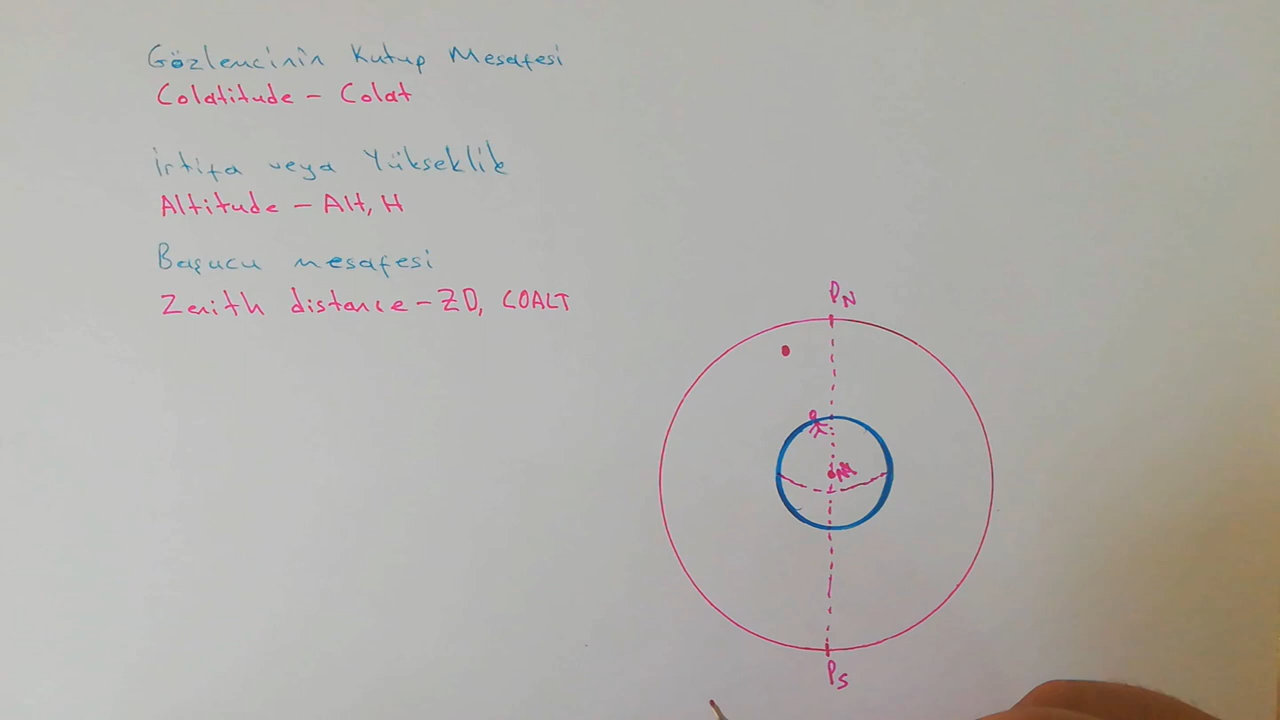 Gözlemcinin Kutup Mesafesi
Colatitude - Colat
İrtifa veya Yükseklik
Altitude - Alt, H
Başucu mesafesi
Zenith distance - ZD, COALT
PN
M
PS